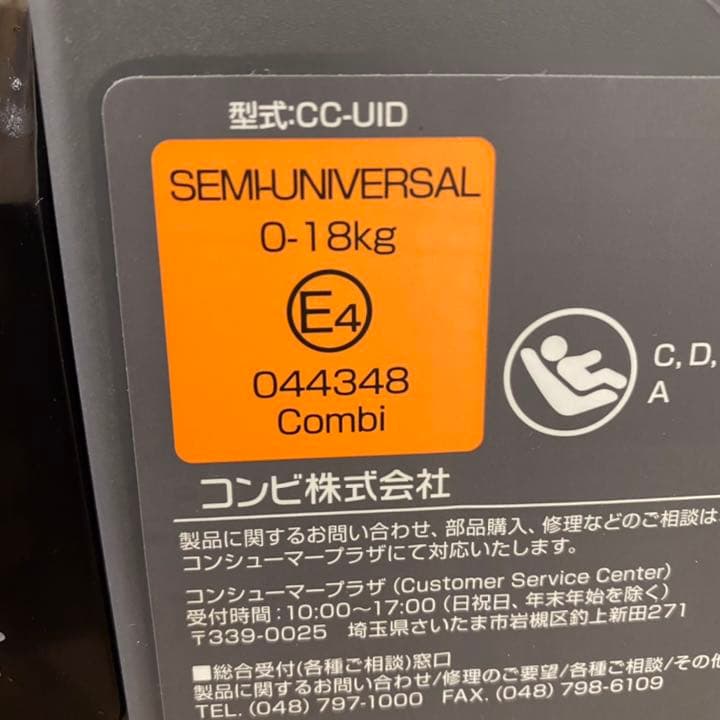 型式:CC-UID
SEMI-UNIVERSAL
0-18kg
E4
044348
Combi
C, D,
A
コンビ株式会社
製品に関するお問い合わせ、部品購入、修理などのご相談は
コンシューマープラザにて対応いたします。
コンシューマープラザ (Customer Service Center)
受付時間:10:00〜17:00 (日祝日、年末年始を除く)
〒339-0025 埼玉県さいたま市岩槻区釣上新田271
■総合受付(各種ご相談)窓口
製品に関するお問い合わせ/修理のご要望/各種ご相談/その他
TEL. (048) 797-1000 FAX. (048) 798-6109